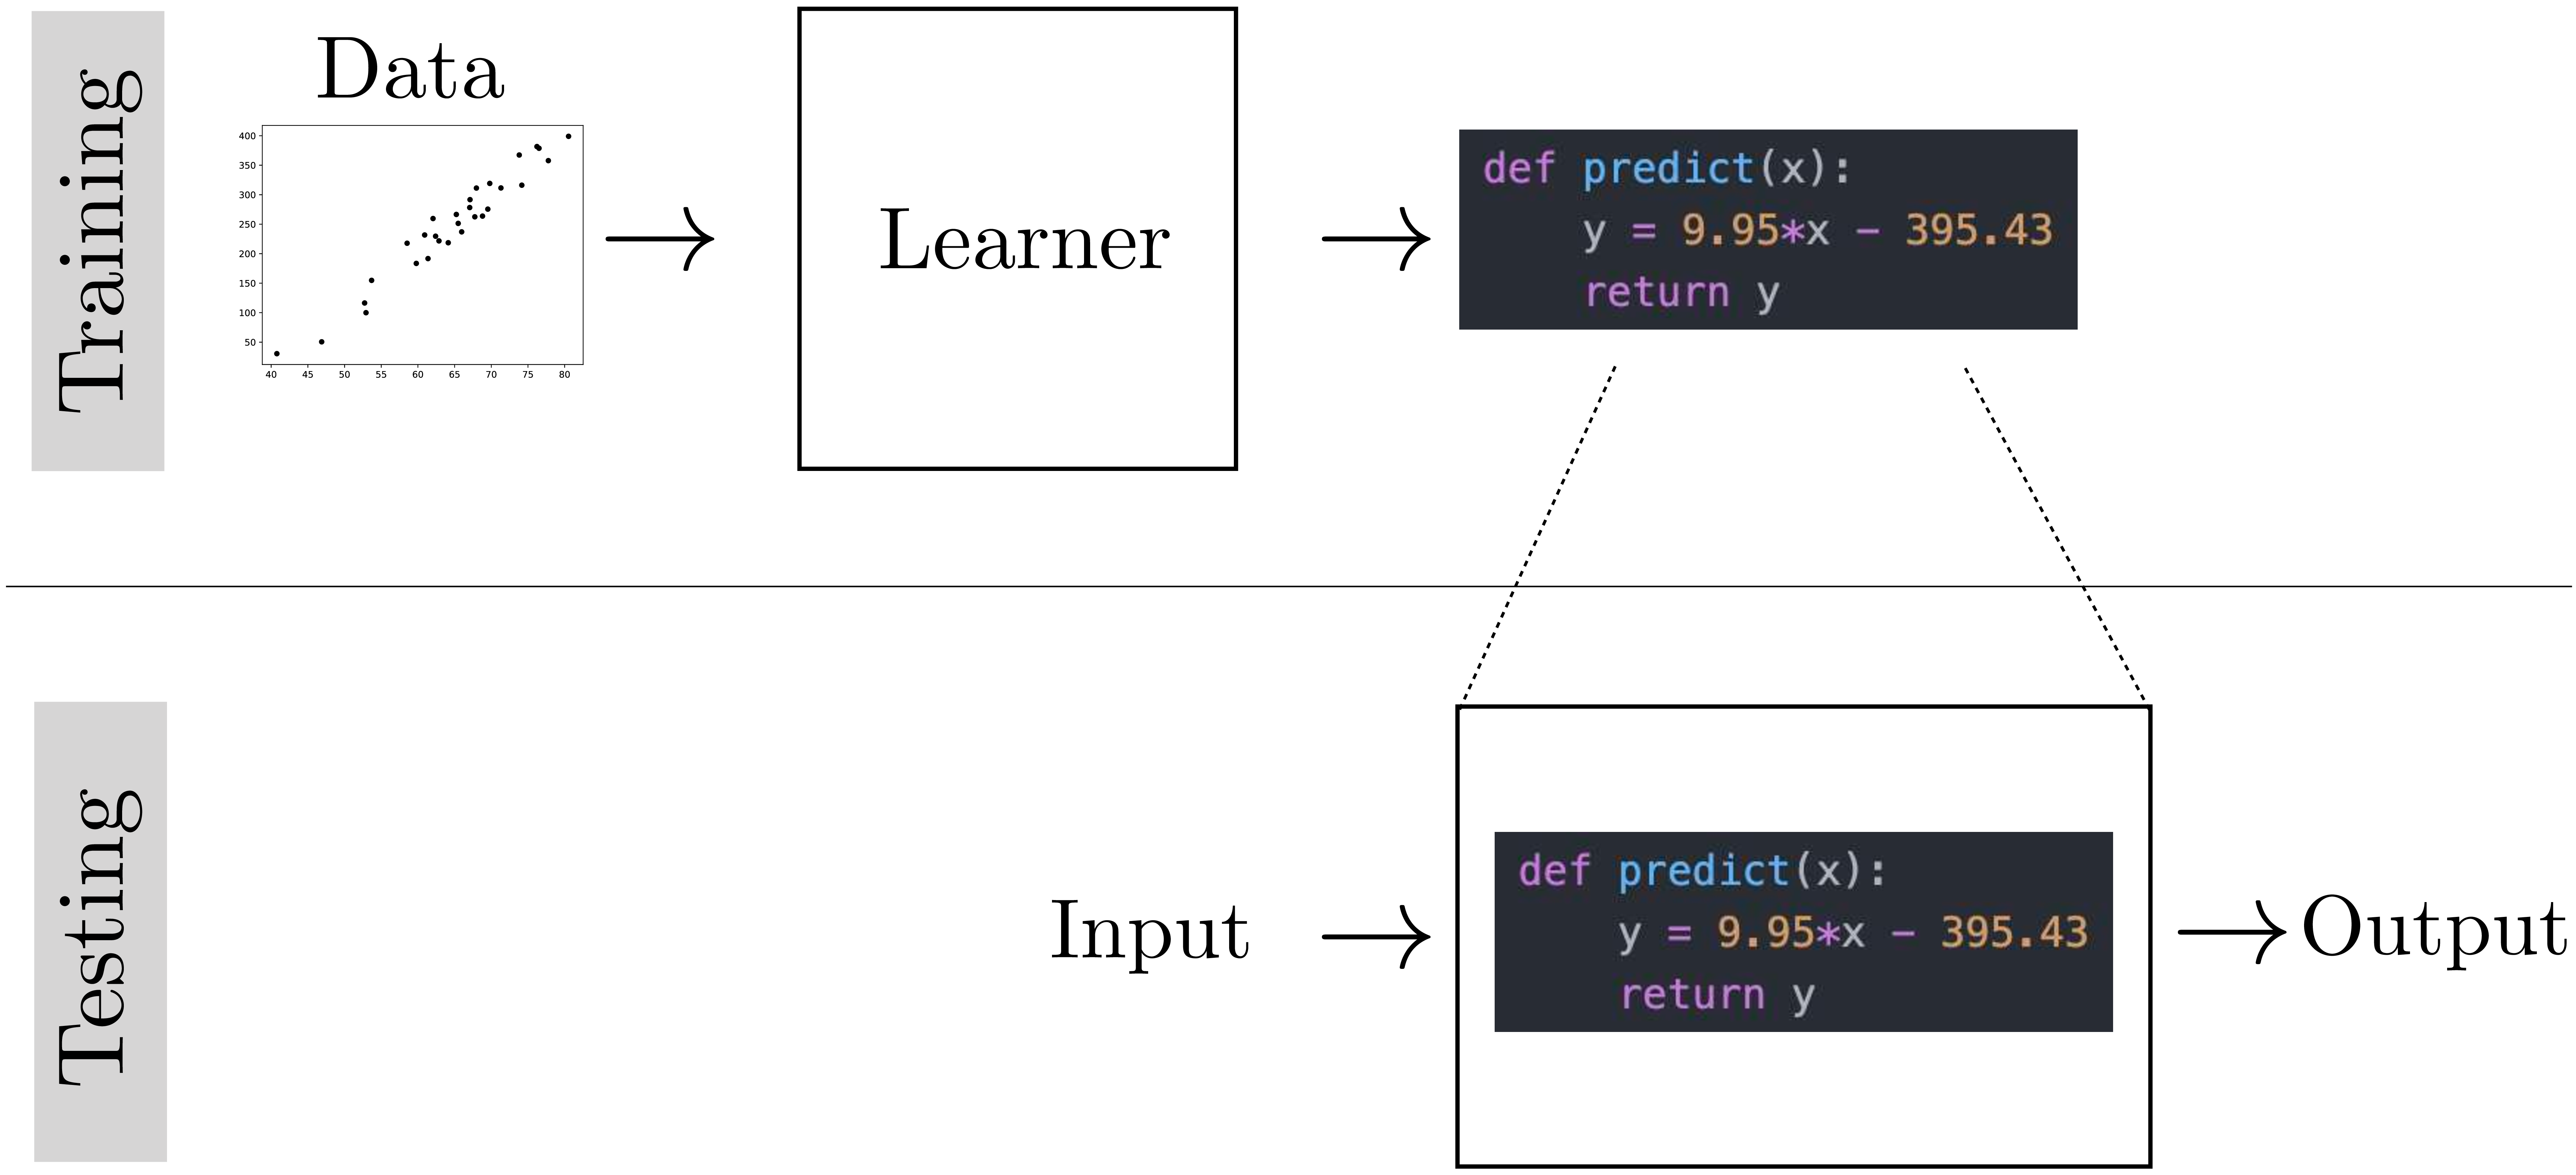 Training
Data
400
350
300
250
200
150
100
50
40 45 50 55 60 65 70 75 80
Learner
def predict(x):
    y = 9.95*x - 395.43
    return y
Testing
Input
def predict(x):
    y = 9.95*x - 395.43
    return y
Output